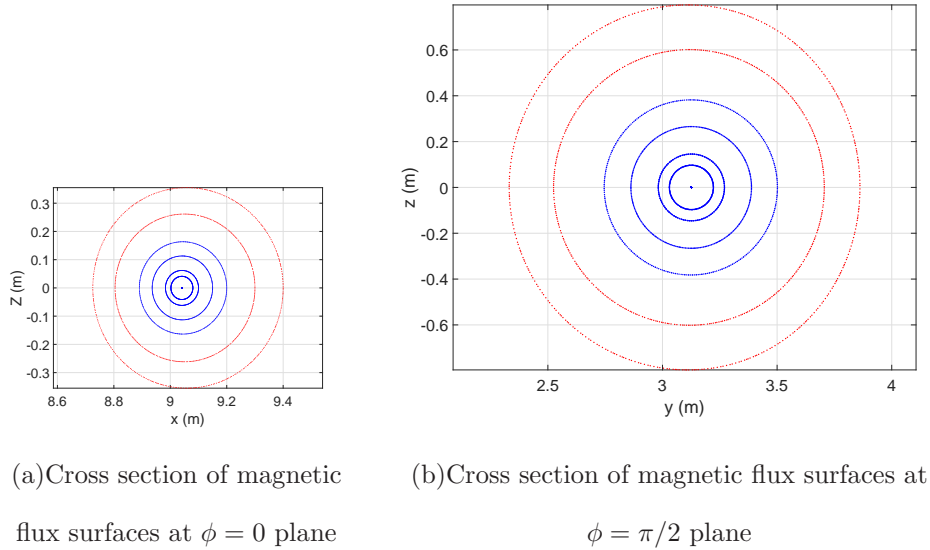 0.3
0.2
0.1
0
-0.1
-0.2
-0.3
Z (m)
8.6 8.8 9 9.2 9.4
x (m)
0.6
0.4
0.2
0
-0.2
-0.4
-0.6
z (m)
2.5 3 3.5 4
y (m)
(a)Cross section of magnetic
flux surfaces at ϕ = 0 plane
(b)Cross section of magnetic flux surfaces at
ϕ = π/2 plane